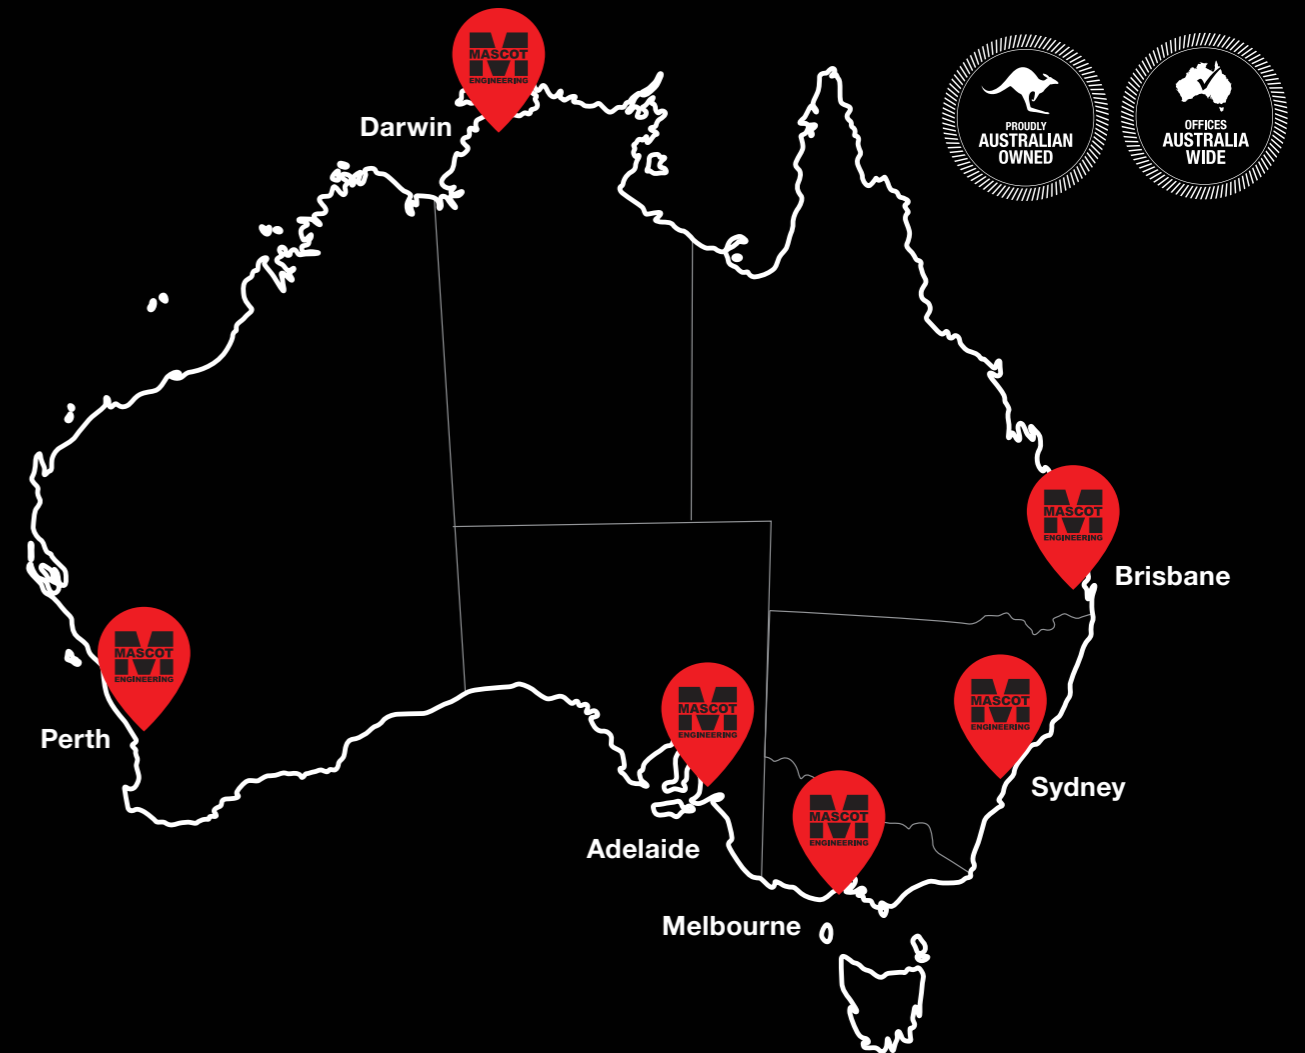 MASCOT
ENGINEERING
Darwin
PROUDLY
AUSTRALIAN
OWNED
OFFICES
AUSTRALIA
WIDE
MASCOT
ENGINEERING
Brisbane
MASCOT
ENGINEERING
Perth
MASCOT
ENGINEERING
Adelaide
MASCOT
ENGINEERING
Sydney
MASCOT
ENGINEERING
Melbourne